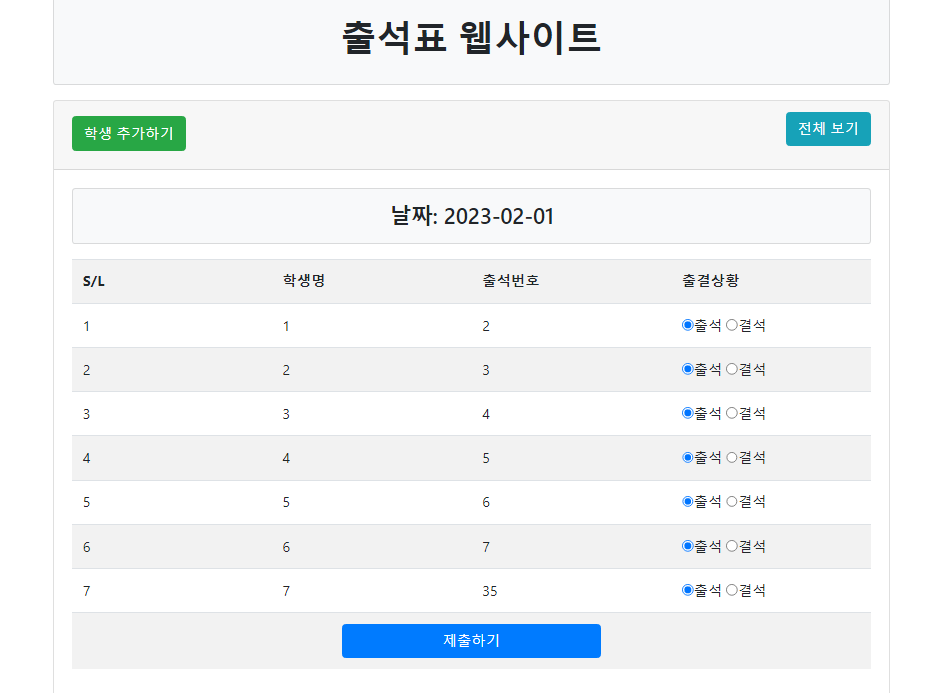 출석표 웹사이트
학생 추가하기 전체 보기
날짜: 2023-02-01
S/L 학생명 출석번호 출결상황
1 1 2 출석 결석
2 2 3 출석 결석
3 3 4 출석 결석
4 4 5 출석 결석
5 5 6 출석 결석
6 6 7 출석 결석
7 7 35 출석 결석
제출하기